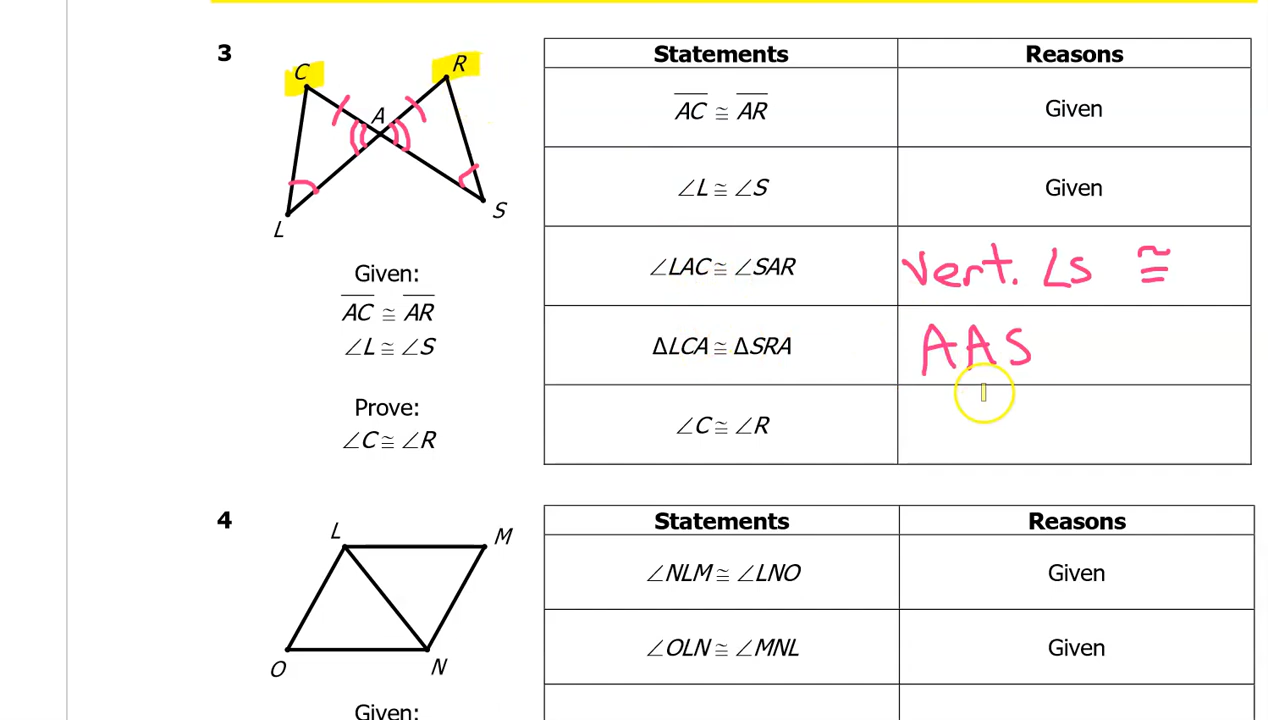 3
C
R
A
L
S
Given:
AC ≅ AR
∠L ≅ ∠S
Prove:
∠C ≅ ∠R
Statements Reasons
AC ≅ AR Given
∠L ≅ ∠S Given
∠LAC ≅ ∠SAR Vert. ∠s ≅
ΔLCA ≅ ΔSRA AAS
∠C ≅ ∠R
4
L
M
O
N
Given:
Statements Reasons
∠NLM ≅ ∠LNO Given
∠OLN ≅ ∠MNL Given